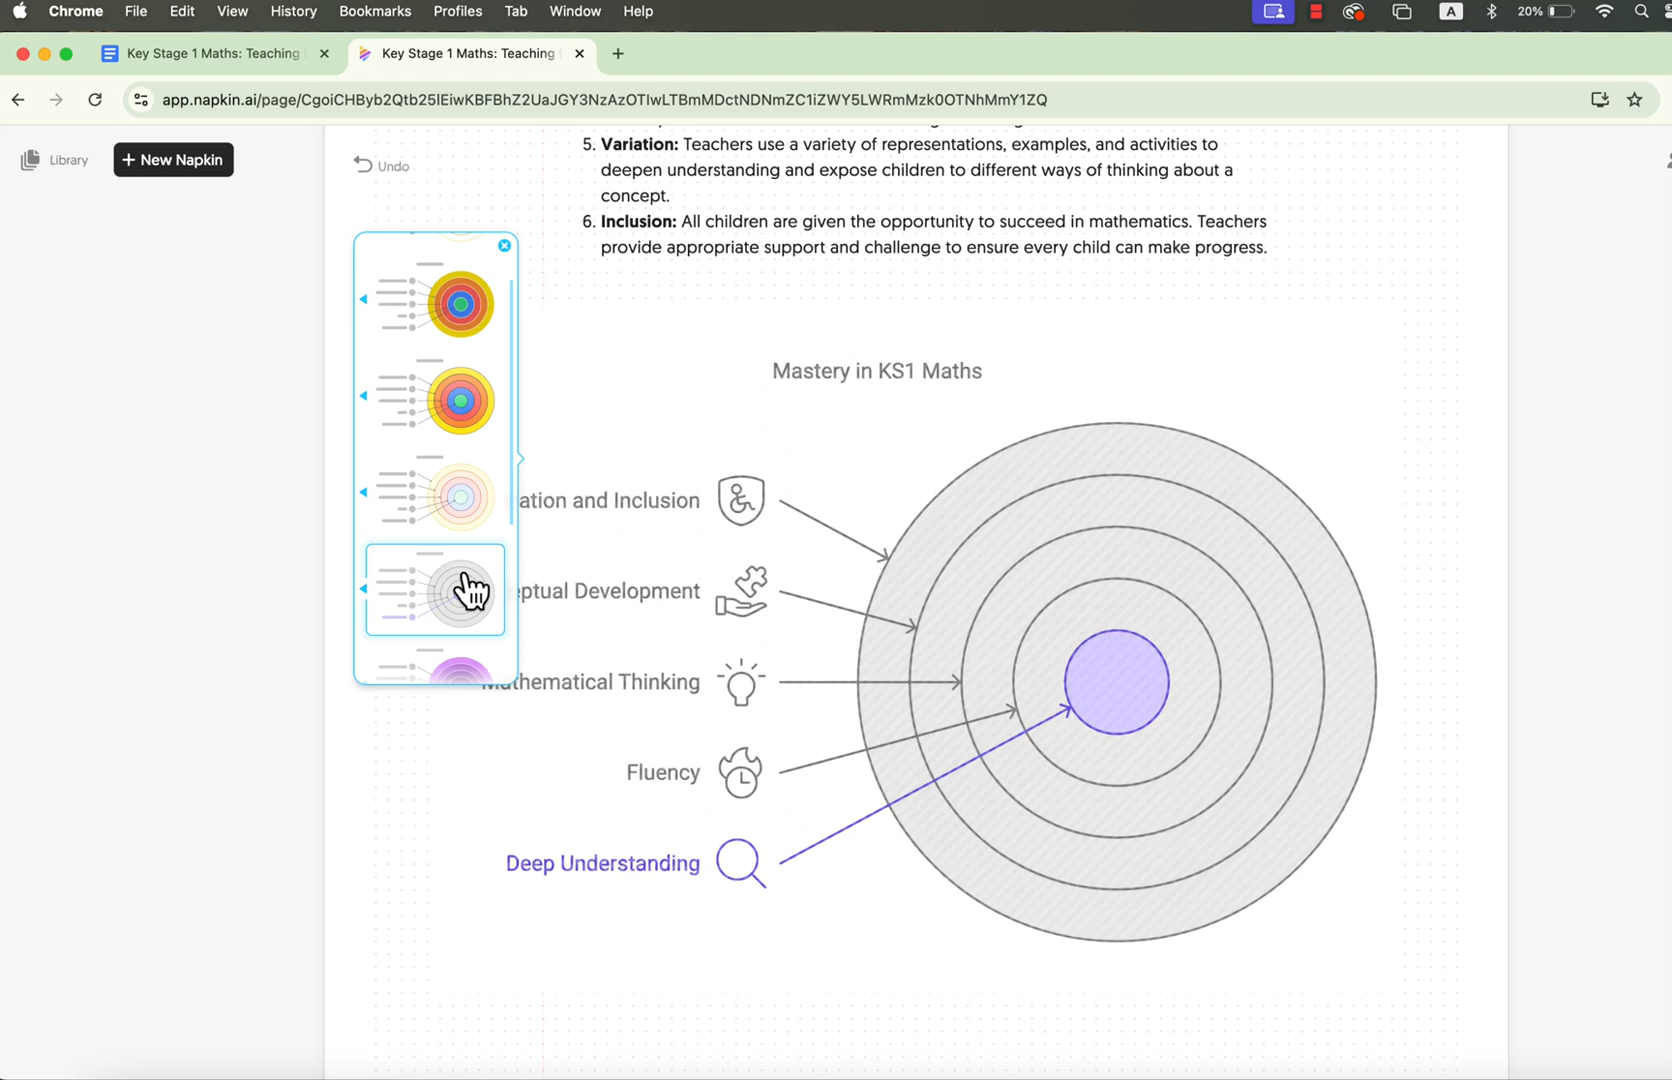 Chrome File Edit View History Bookmarks Profiles Tab Window Help A 20%
Key Stage 1 Maths: Teaching
Key Stage 1 Maths: Teaching
app.napkin.ai/page/CgoiCHByb2Qtb25lEiwKBFBhZ2UaJGY3NzAzOTIwLTBmMDctNDNmZC1iZWY5LWRmMzk0OTNhMmY1ZQ
Library
+ New Napkin
Undo
5. Variation: Teachers use a variety of representations, examples, and activities to
deepen understanding and expose children to different ways of thinking about a
concept.
6. Inclusion: All children are given the opportunity to succeed in mathematics. Teachers
provide appropriate support and challenge to ensure every child can make progress.
Mastery in KS1 Maths
ation and Inclusion
eptual Development
Mathematical Thinking
Fluency
Deep Understanding